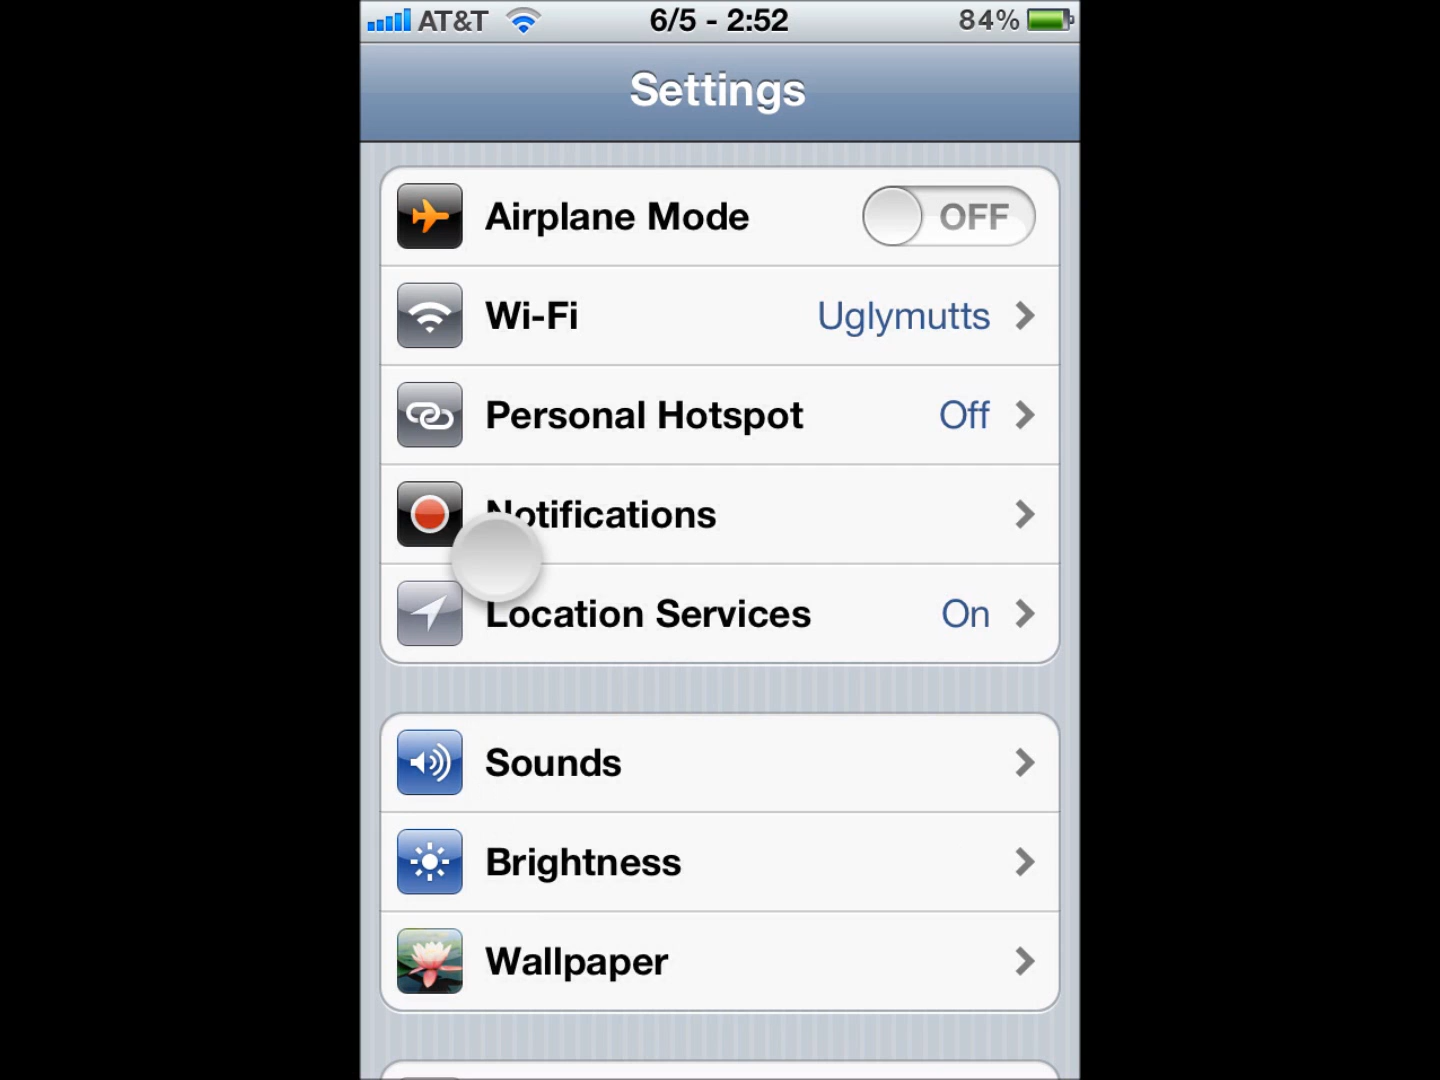 AT&T 6/5 - 2:52 84%
Settings
Airplane Mode OFF
Wi-Fi Uglymutts
Personal Hotspot Off
Notifications
Location Services On
Sounds
Brightness
Wallpaper